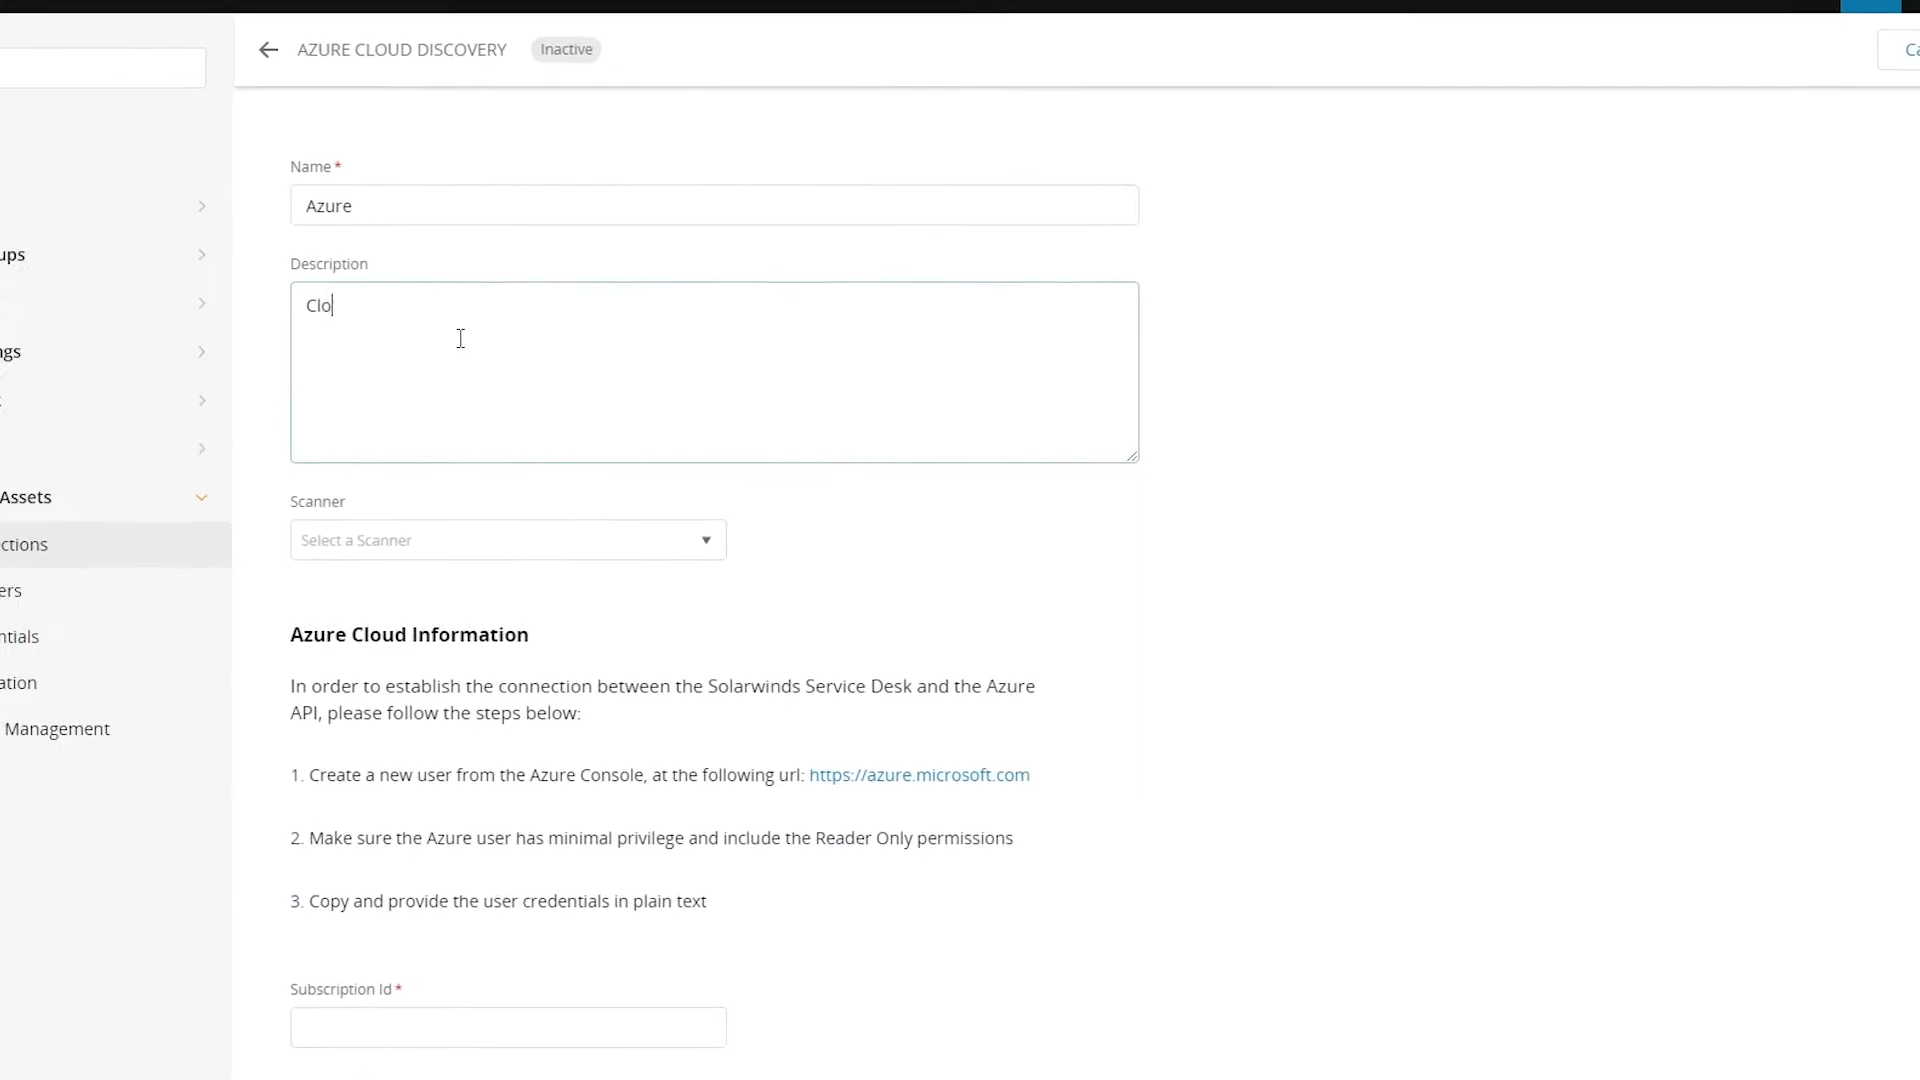 AZURE CLOUD DISCOVERY
Inactive
Ca
Name *
Azure
Description
Clo
Scanner
Select a Scanner
Azure Cloud Information
In order to establish the connection between the Solarwinds Service Desk and the Azure
API, please follow the steps below:
1. Create a new user from the Azure Console, at the following url: https://azure.microsoft.com
2. Make sure the Azure user has minimal privilege and include the Reader Only permissions
3. Copy and provide the user credentials in plain text
Subscription Id *
ups
ngs
Assets
ctions
ers
ntials
ation
Management